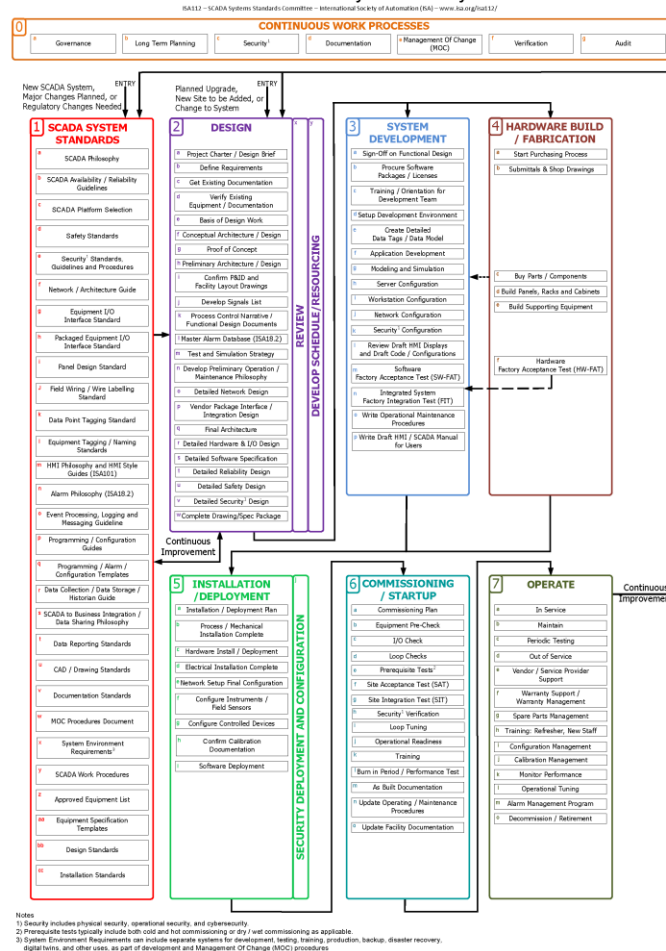 ISA112 – SCADA Systems Standards Committee – International Society of Automation (ISA) – www.isa.org/isa112/
0
CONTINUOUS WORK PROCESSES
a Governance
b Long Term Planning
c Security1
d Documentation
e Management Of Change
(MOC)
f Verification
g Audit
New SCADA System,
Major Changes Planned, or
Regulatory Changes Needed
ENTRY
Planned Upgrade,
New Site to be Added, or
Change to System
ENTRY
1 SCADA SYSTEM
STANDARDS
a SCADA Philosophy
b SCADA Availability / Reliability
Guidelines
c SCADA Platform Selection
d Safety Standards
e Security1 Standards,
Guidelines and Procedures
f Network / Architecture Guide
g Equipment I/O
Interface Standard
h Packaged Equipment I/O
Interface Standard
i Panel Design Standard
j Field Wiring / Wire Labelling
Standard
k Data Point Tagging Standard
l Equipment Tagging / Naming
Standards
m HMI Philosophy and HMI Style
Guides (ISA101)
n Alarm Philosophy (ISA18.2)
o Event Processing, Logging and
Messaging Guideline
p Programming / Configuration
Guides
q Programming / Alarm /
Configuration Templates
r Data Collection / Data Storage /
Historian Guide
s SCADA to Business Integration /
Data Sharing Philosophy
t Data Reporting Standards
u CAD / Drawing Standards
v Documentation Standards
w MOC Procedures Document
x System Environment
Requirements3
y SCADA Work Procedures
z Approved Equipment List
aa Equipment Specification
Templates
bb Design Standards
cc Installation Standards
2 DESIGN
a Project Charter / Design Brief
b Define Requirements
c Get Existing Documentation
d Verify Existing
Equipment / Documentation
e Basis of Design Work
f Conceptual Architecture / Design
g Proof of Concept
h Preliminary Architecture / Design
i Confirm P&ID and
Facility Layout Drawings
j Develop Signals List
k Process Control Narrative /
Functional Design Documents
l Master Alarm Database (ISA18.2)
m Test and Simulation Strategy
n Develop Preliminary Operation /
Maintenance Philosophy
o Detailed Network Design
p Vendor Package Interface /
Integration Design
q Final Architecture
r Detailed Hardware & I/O Design
s Detailed Software Specification
t Detailed Reliability Design
u Detailed Safety Design
v Detailed Security1 Design
w Complete Drawing/Spec Package
x REVIEW
y DEVELOP SCHEDULE/RESOURCING
Continuous
Improvement
3 SYSTEM
DEVELOPMENT
a Sign-Off on Functional Design
b Procure Software
Packages / Licenses
c Training / Orientation for
Development Team
d Setup Development Environment
e Create Detailed
Data Tags / Data Model
f Application Development
g Modeling and Simulation
h Server Configuration
i Workstation Configuration
j Network Configuration
k Security1 Configuration
l Review Draft HMI Displays
and Draft Code / Configurations
m Software
Factory Acceptance Test (SW-FAT)
n Integrated System
Factory Integration Test (FIT)
o Write Operational Maintenance
Procedures
p Write Draft HMI / SCADA Manual
for Users
4 HARDWARE BUILD
/ FABRICATION
a Start Purchasing Process
b Submittals & Shop Drawings
c Buy Parts / Components
d Build Panels, Racks and Cabinets
e Build Supporting Equipment
f Hardware
Factory Acceptance Test (HW-FAT)
5 INSTALLATION
/DEPLOYMENT
a Installation / Deployment Plan
b Process / Mechanical
Installation Complete
c Hardware Install / Deployment
d Electrical Installation Complete
e Network Setup Final Configuration
f Configure Instruments /
Field Sensors
g Configure Controlled Devices
h Confirm Calibration
Documentation
i Software Deployment
j SECURITY DEPLOYMENT AND CONFIGURATION
6 COMMISSIONING
/ STARTUP
a Commissioning Plan
b Equipment Pre-Check
c I/O Check
d Loop Checks
e Prerequisite Tests2
f Site Acceptance Test (SAT)
g Site Integration Test (SIT)
h Security1 Verification
i Loop Tuning
j Operational Readiness
k Training
l Burn in Period / Performance Test
m As Built Documentation
n Update Operating / Maintenance
Procedures
o Update Facility Documentation
7 OPERATE
a In Service
b Maintain
c Periodic Testing
d Out of Service
e Vendor / Service Provider
Support
f Warranty Support /
Warranty Management
g Spare Parts Management
h Training: Refresher, New Staff
i Configuration Management
j Calibration Management
k Monitor Performance
l Operational Tuning
m Alarm Management Program
o Decommission / Retirement
Continuous
Improvement
Notes
1) Security includes physical security, operational security, and cybersecurity.
2) Prerequisite tests typically include both cold and hot commissioning or dry / wet commissioning as applicable.
3) System Environment Requirements can include separate systems for development, testing, training, production, backup, disaster recovery,
digital twins, and other uses, as part of development and Management Of Change (MOC) procedures